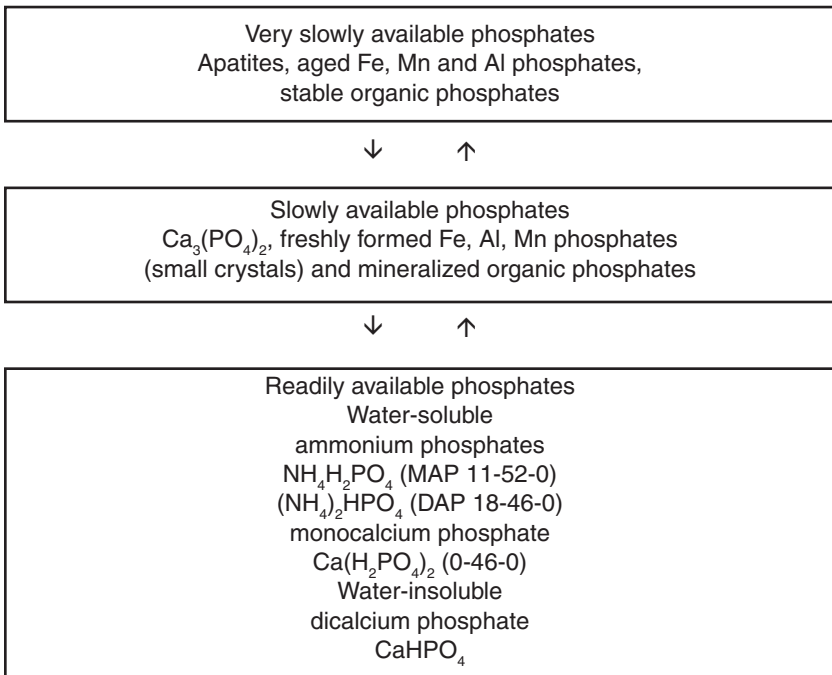 Very slowly available phosphates
Apatites, aged Fe, Mn and Al phosphates,
stable organic phosphates
↓ ↑
Slowly available phosphates
Ca₃(PO₄)₂, freshly formed Fe, Al, Mn phosphates
(small crystals) and mineralized organic phosphates
↓ ↑
Readily available phosphates
Water-soluble
ammonium phosphates
NH₄H₂PO₄ (MAP 11-52-0)
(NH₄)₂HPO₄ (DAP 18-46-0)
monocalcium phosphate
Ca(H₂PO₄)₂ (0-46-0)
Water-insoluble
dicalcium phosphate
CaHPO₄